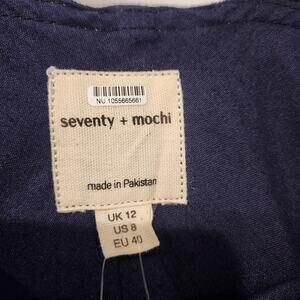 NU 1055665661
seventy + mochi
made in Pakistan
UK 12
US 8
EU 40